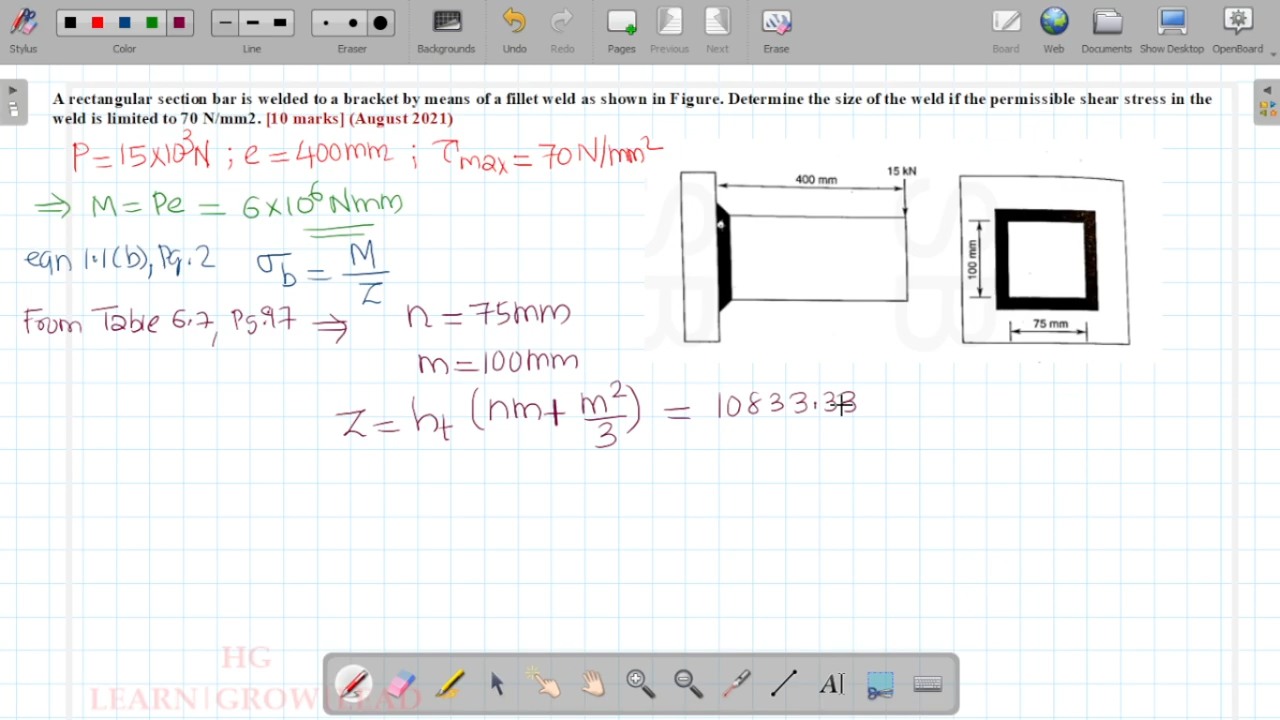 Stylus
Color
Line
Eraser
Backgrounds
Undo
Redo
Pages
Previous
Next
Erase
Board
Web
Documents
Show Desktop
OpenBoard
A rectangular section bar is welded to a bracket by means of a fillet weld as shown in Figure. Determine the size of the weld if the permissible shear stress in the
weld is limited to 70 N/mm2. [10 marks] (August 2021)
P=15×10³N ; e=400mm ; τmax=70N/mm²
⇒ M=Pe = 6×10⁶Nmm
eqn 1.1(b), Pg.2 σb = M/Z
From Table 6.7, Pg.97 ⇒ n = 75mm
m=100mm
Z = ht (nm + m²/3) = 10833.33
400 mm
15 kN
100 mm
75 mm
HG
LEARN|GROW|LEAD